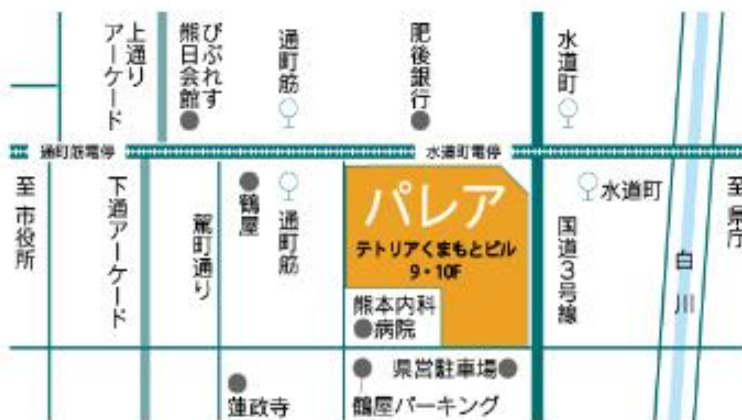 上通り
アーケード
びぷれす
熊日会館
通町筋
肥後銀行
水道町
通町筋電停
水道町電停
至 市役所
下通アーケード
駕町通り
鶴屋
通町筋
パレア
テトリアくまもとビル
9・10F
熊本内科
病院
水道町
国道3号線
白川
至 県庁
蓮政寺
県営駐車場
鶴屋パーキング